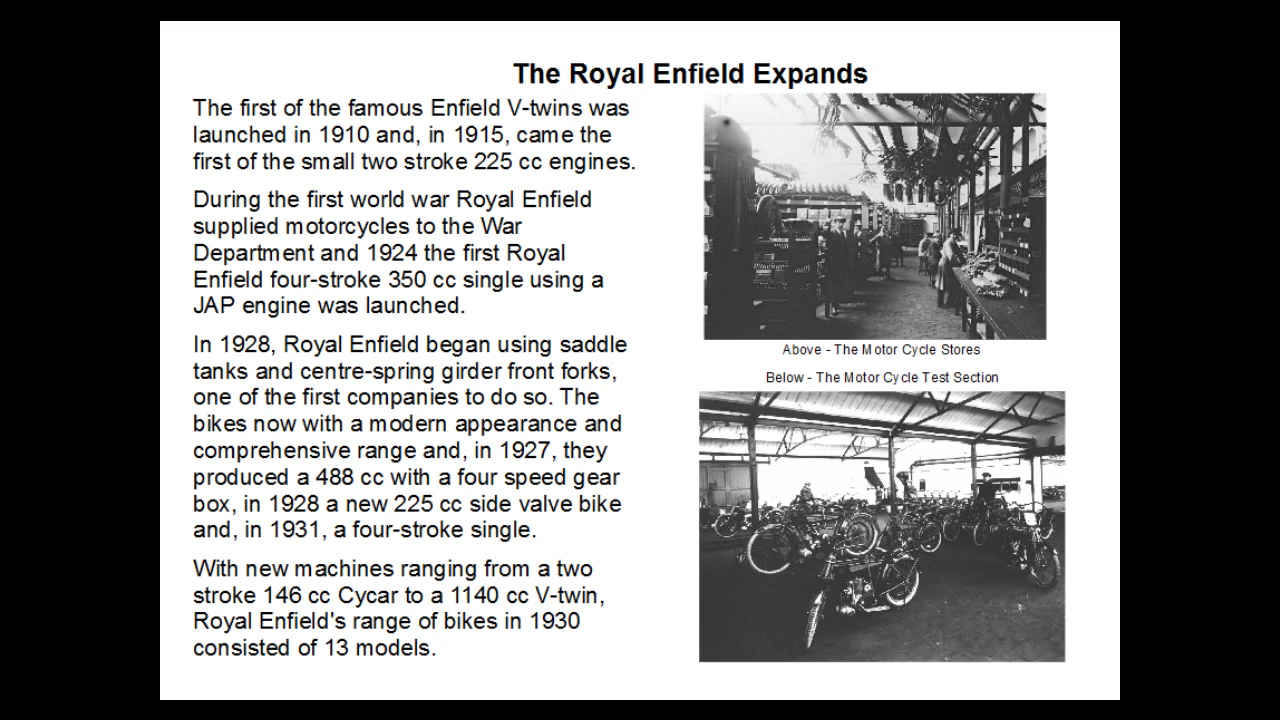 The Royal Enfield Expands
The first of the famous Enfield V-twins was
launched in 1910 and, in 1915, came the
first of the small two stroke 225 cc engines.
During the first world war Royal Enfield
supplied motorcycles to the War
Department and 1924 the first Royal
Enfield four-stroke 350 cc single using a
JAP engine was launched.
In 1928, Royal Enfield began using saddle
tanks and centre-spring girder front forks,
one of the first companies to do so. The
bikes now with a modern appearance and
comprehensive range and, in 1927, they
produced a 488 cc with a four speed gear
box, in 1928 a new 225 cc side valve bike
and, in 1931, a four-stroke single.
With new machines ranging from a two
stroke 146 cc Cycar to a 1140 cc V-twin,
Royal Enfield's range of bikes in 1930
consisted of 13 models.
Above - The Motor Cycle Stores
Below - The Motor Cycle Test Section